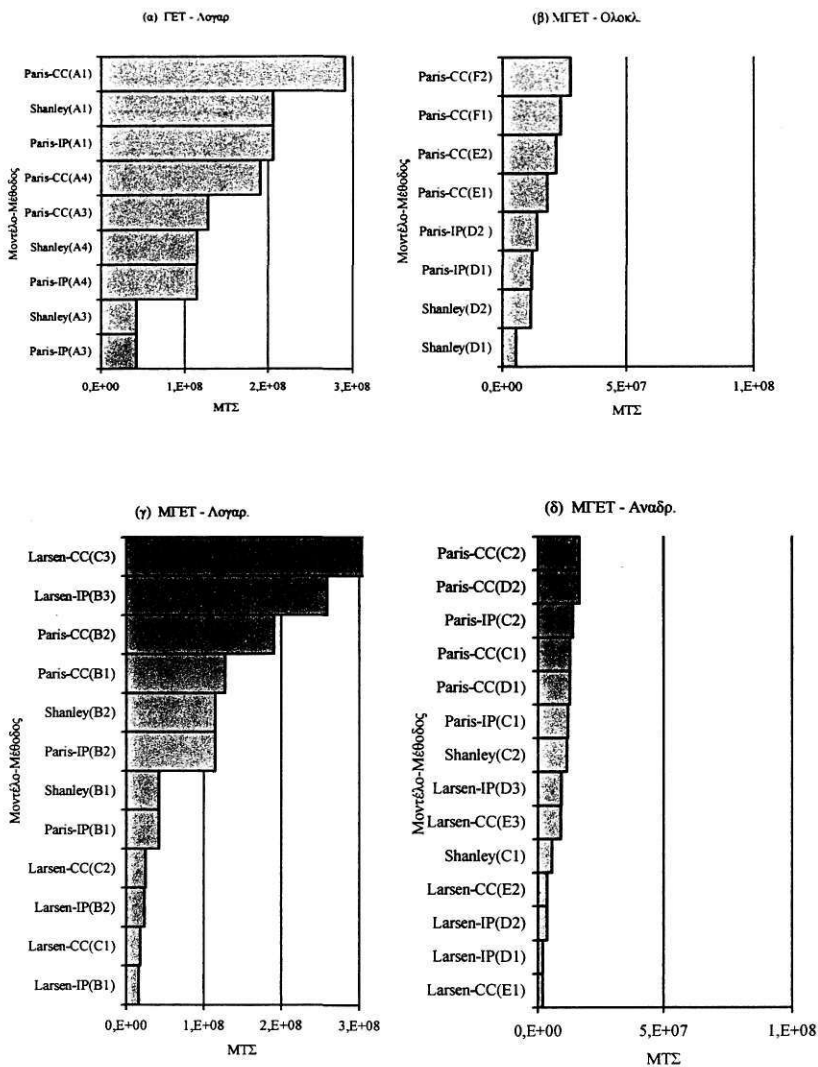 (α) ΓΕΤ - Λογαρ
Μοντέλο-Μέθοδος
Paris-CC(A1)
Shanley(A1)
Paris-IP(A1)
Paris-CC(A4)
Paris-CC(A3)
Shanley(A4)
Paris-IP(A4)
Shanley(A3)
Paris-IP(A3)
0,E+00 1,E+08 2,E+08 3,E+08
ΜΤΣ
(β) ΜΓΕΤ - Ολοκλ.
Μοντέλο-Μέθοδος
Paris-CC(F2)
Paris-CC(F1)
Paris-CC(E2)
Paris-CC(E1)
Paris-IP(D2 )
Paris-IP(D1)
Shanley(D2)
Shanley(D1)
0,E+00 5,E+07 1,E+08
ΜΤΣ
(γ) ΜΓΕΤ - Λογαρ.
Μοντέλο-Μέθοδος
Larsen-CC(C3)
Larsen-IP(B3)
Paris-CC(B2)
Paris-CC(B1)
Shanley(B2)
Paris-IP(B2)
Shanley(B1)
Paris-IP(B1)
Larsen-CC(C2)
Larsen-IP(B2)
Larsen-CC(C1)
Larsen-IP(B1)
0,E+00 1,E+08 2,E+08 3,E+08
ΜΤΣ
(δ) ΜΓΕΤ - Αναδρ.
Μοντέλο-Μέθοδος
Paris-CC(C2)
Paris-CC(D2)
Paris-IP(C2)
Paris-CC(C1)
Paris-CC(D1)
Paris-IP(C1)
Shanley(C2)
Larsen-IP(D3)
Larsen-CC(E3)
Shanley(C1)
Larsen-CC(E2)
Larsen-IP(D2)
Larsen-IP(D1)
Larsen-CC(E1)
0,E+00 5,E+07 1,E+08
ΜΤΣ